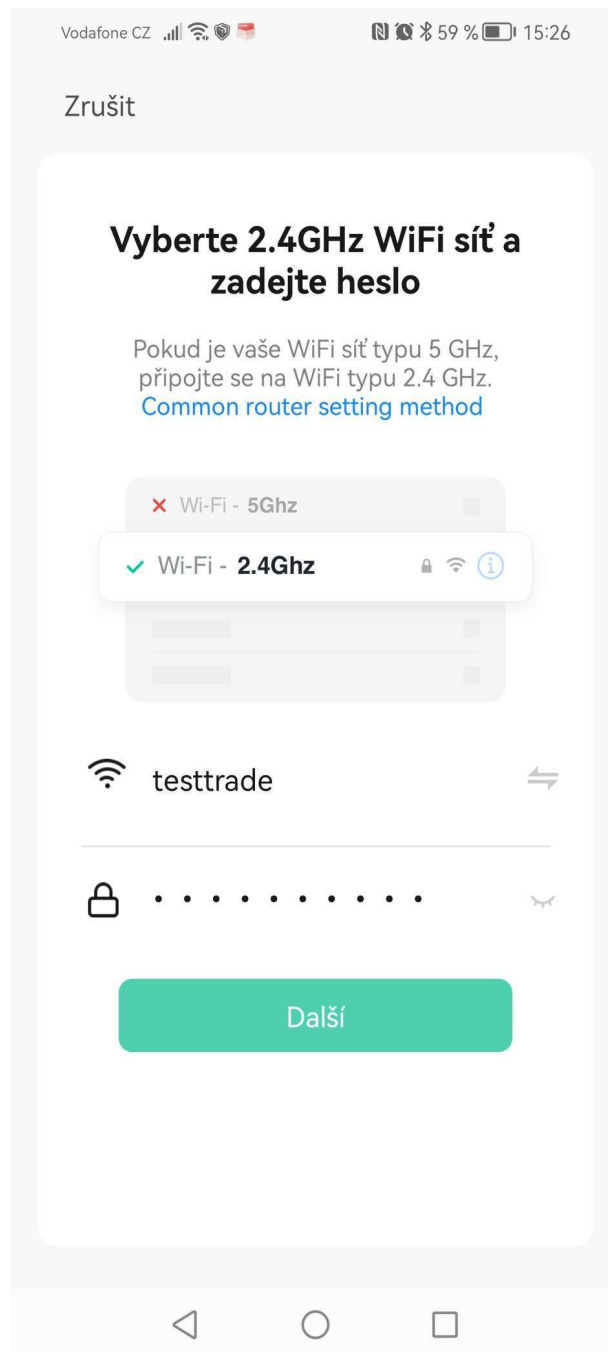 Vodafone CZ 59 % 15:26
Zrušit
Vyberte 2.4GHz WiFi síť a
zadejte heslo
Pokud je vaše WiFi síť typu 5 GHz,
připojte se na WiFi typu 2.4 GHz.
Common router setting method
Wi-Fi - 5Ghz
Wi-Fi - 2.4Ghz
testtrade
Další